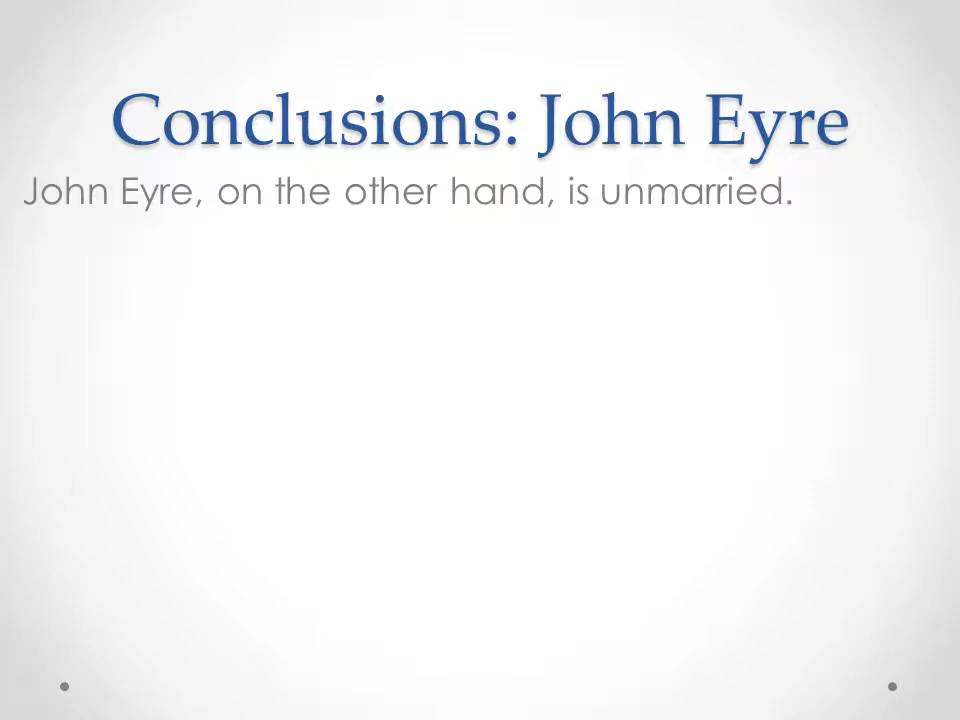 Conclusions: John Eyre
John Eyre, on the other hand, is unmarried.